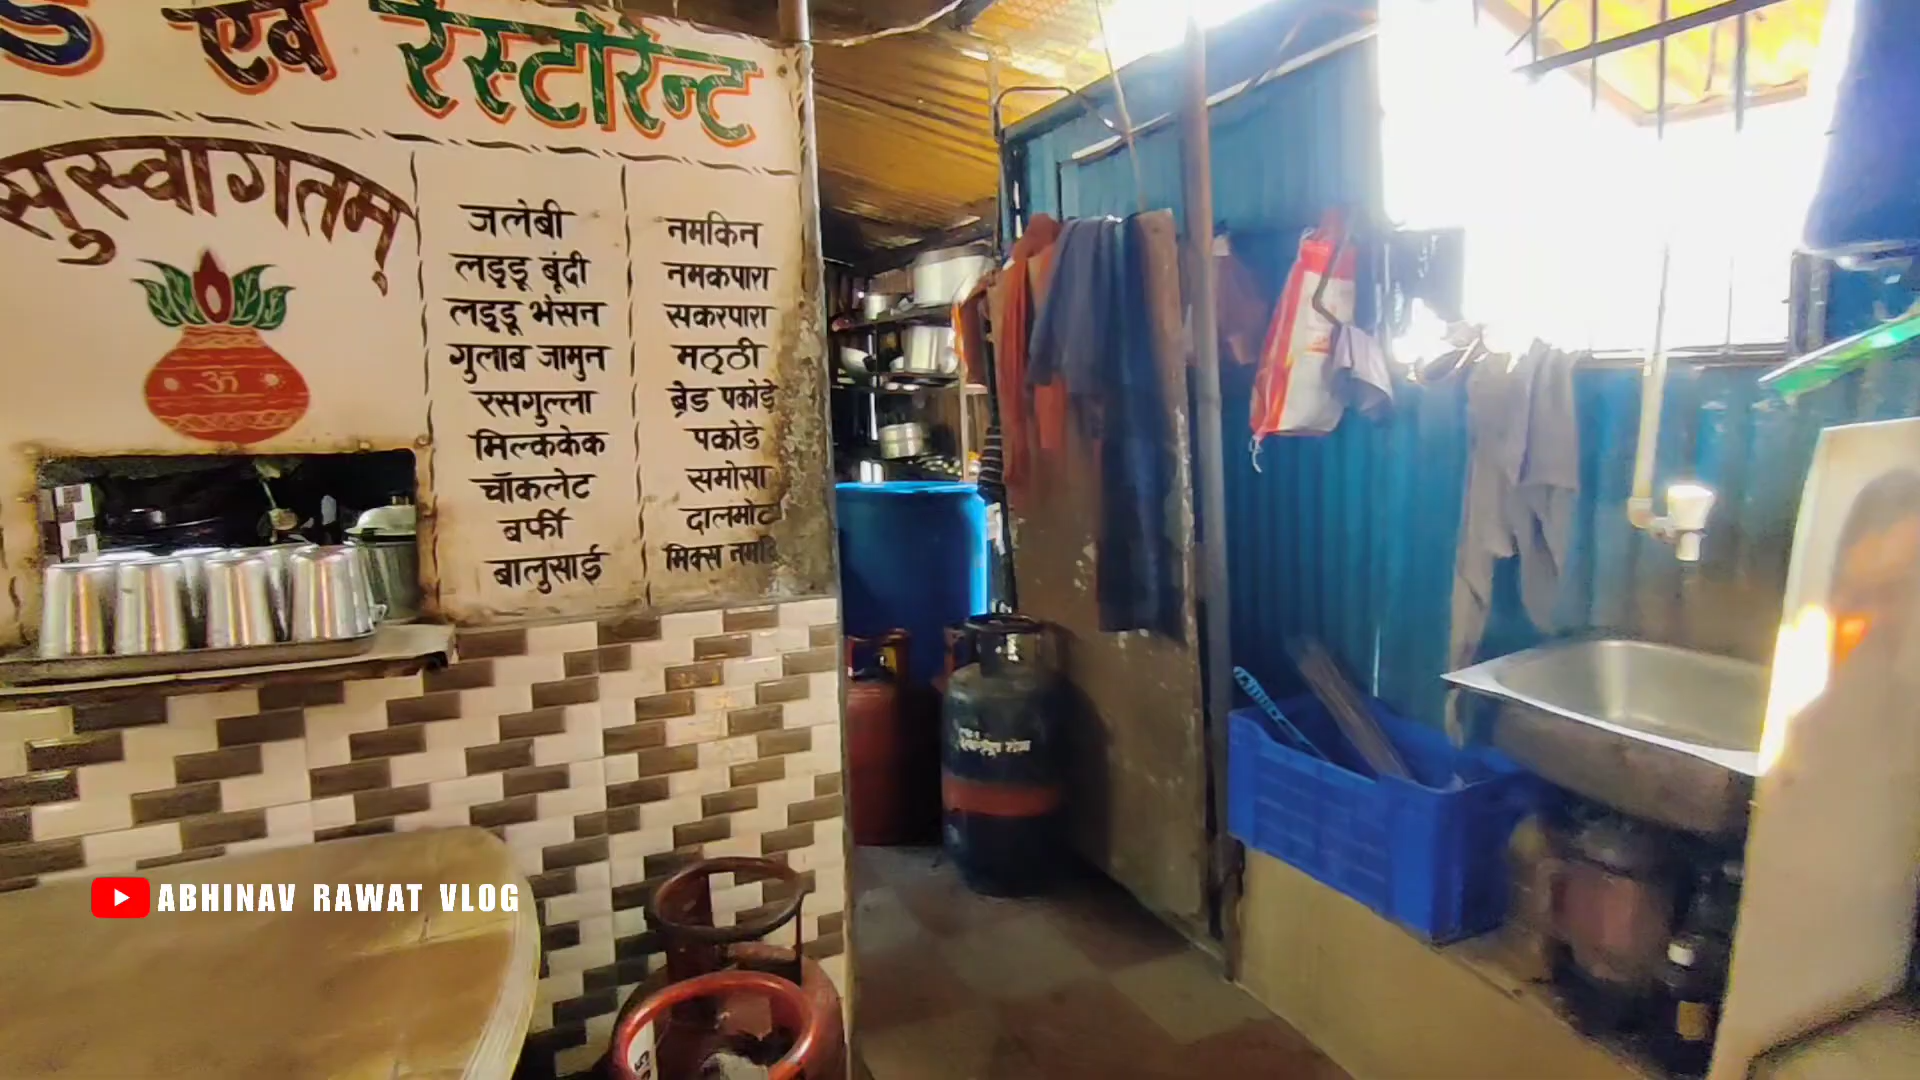 एवं रेस्टोरेन्ट
सुस्वागतम्
ॐ
जलेबी
लड्डू बूंदी
लड्डू भेसन
गुलाब जामुन
रसगुल्ला
मिल्ककेक
चॉकलेट
बर्फी
बालुसाई
नमकिन
नमकपारा
सकरपारा
मठ्ठी
ब्रेड पकोडे
पकोडे
समोसा
दालमोट
मिक्स
ABHINAV RAWAT VLOG